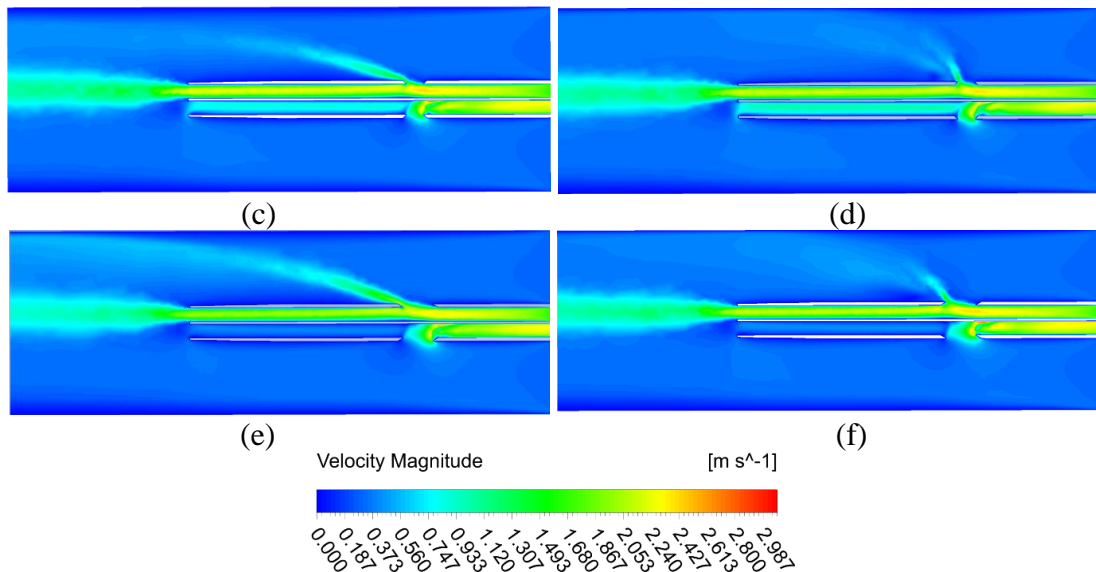 (c) (d)
(e) (f)
Velocity Magnitude [m s^-1]
0.000 0.187 0.373 0.560 0.747 0.933 1.120 1.307 1.493 1.680 1.867 2.053 2.240 2.427 2.613 2.800 2.987